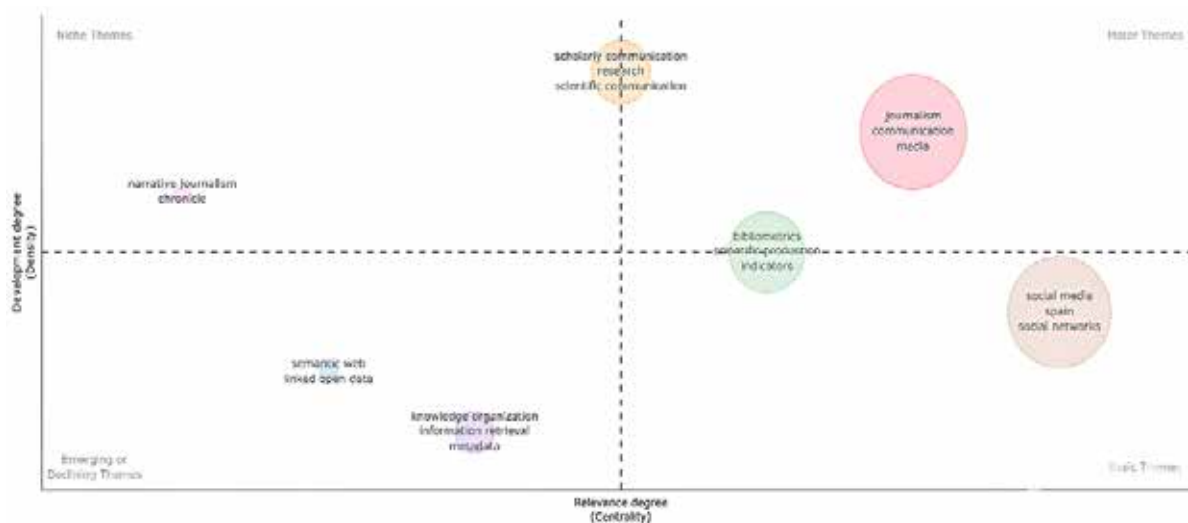 Niche Themes
Motor Themes
scholarly communication
research
scientific communication
journalism
communication
media
narrative journalism
chronicle
bibliometrics
scientific production
indicators
social media
spain
social networks
semantic web
linked open data
knowledge organization
information retrieval
metadata
Emerging or
Declining Themes
Basic Themes
Development degree
(Density)
Relevance degree
(Centrality)